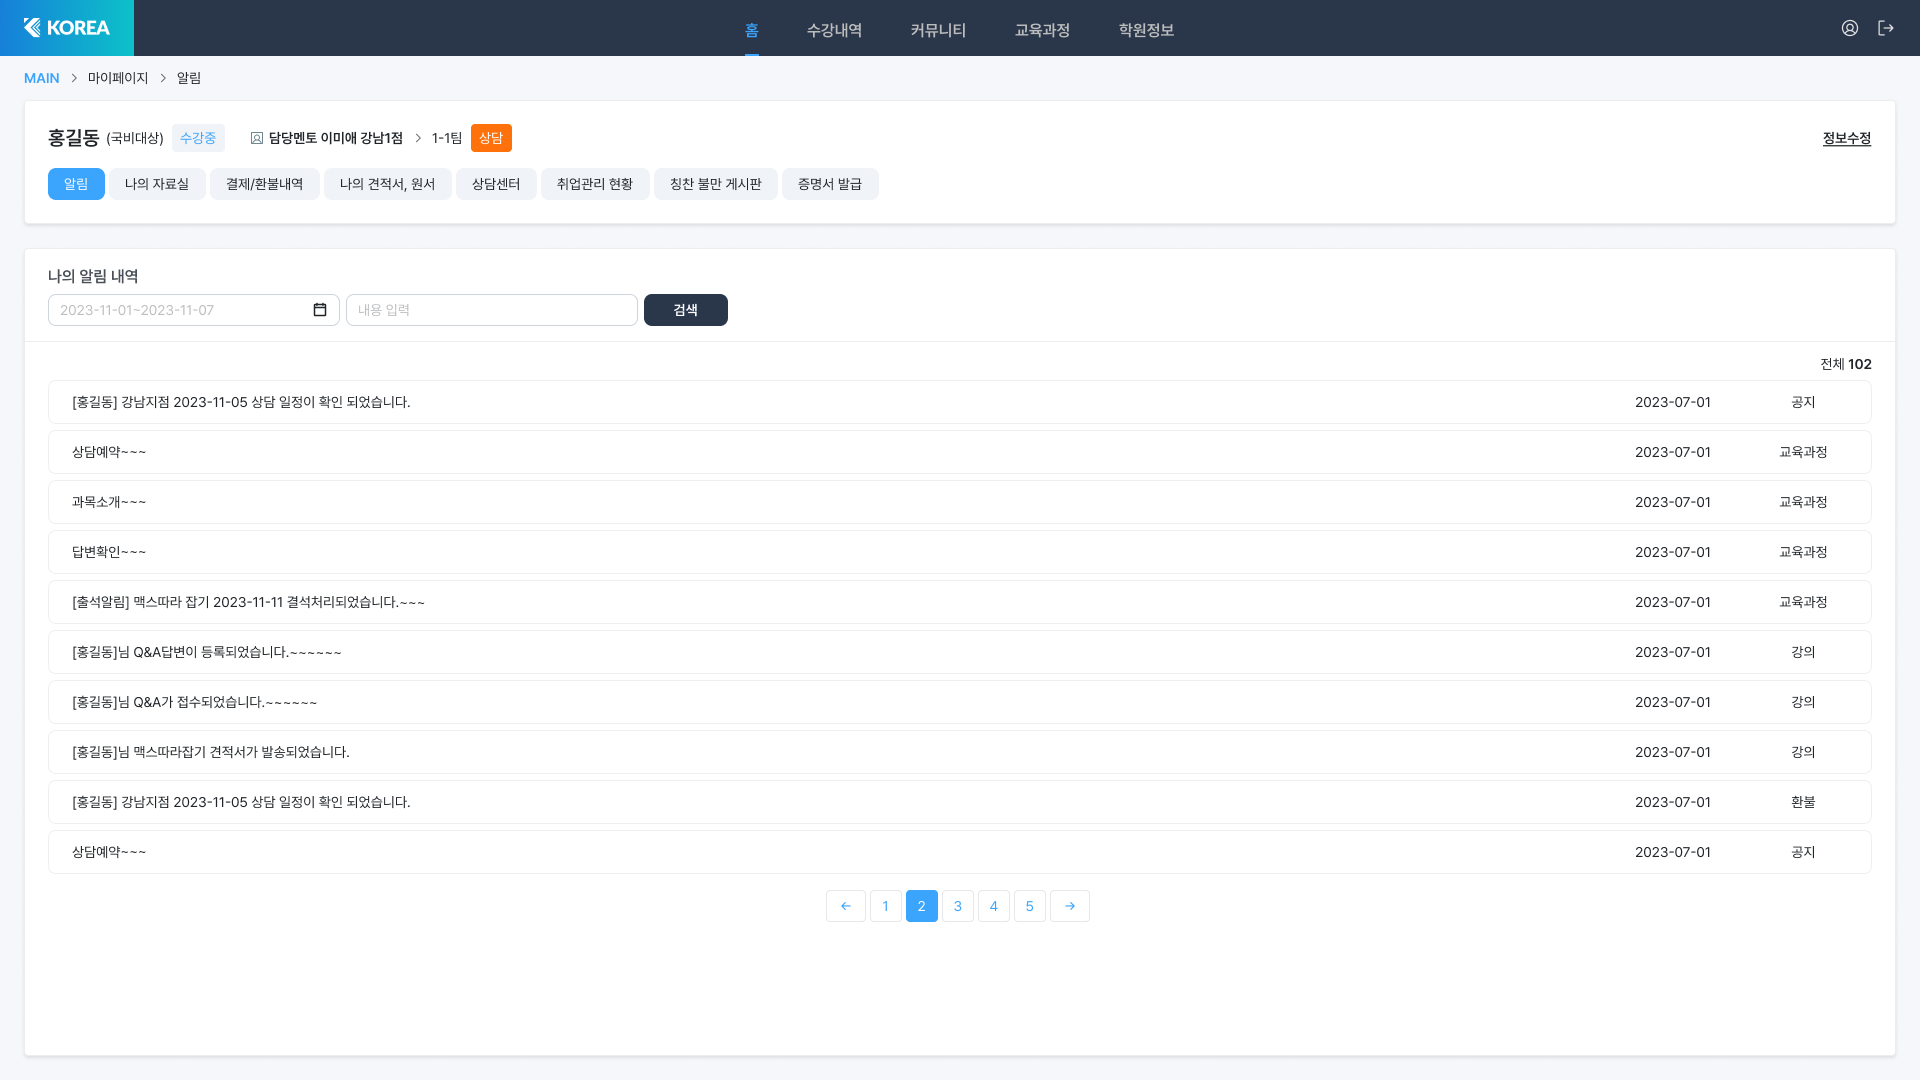 KOREA
홈 수강내역 커뮤니티 교육과정 학원정보
MAIN > 마이페이지 > 알림
홍길동 (국비대상) 수강중 담당멘토 이미애 강남1점 > 1-1팀 상담 정보수정
알림 나의 자료실 결제/환불내역 나의 견적서, 원서 상담센터 취업관리 현황 칭찬 불만 게시판 증명서 발급
나의 알림 내역
2023-11-01~2023-11-07 내용 입력 검색
전체 102
[홍길동] 강남지점 2023-11-05 상담 일정이 확인 되었습니다. 2023-07-01 공지
상담예약~~~ 2023-07-01 교육과정
과목소개~~~ 2023-07-01 교육과정
답변확인~~~ 2023-07-01 교육과정
[출석알림] 맥스따라 잡기 2023-11-11 결석처리되었습니다.~~~ 2023-07-01 교육과정
[홍길동]님 Q&A답변이 등록되었습니다.~~~~~~ 2023-07-01 강의
[홍길동]님 Q&A가 접수되었습니다.~~~~~~ 2023-07-01 강의
[홍길동]님 맥스따라잡기 견적서가 발송되었습니다. 2023-07-01 강의
[홍길동] 강남지점 2023-11-05 상담 일정이 확인 되었습니다. 2023-07-01 환불
상담예약~~~ 2023-07-01 공지
← 1 2 3 4 5 →